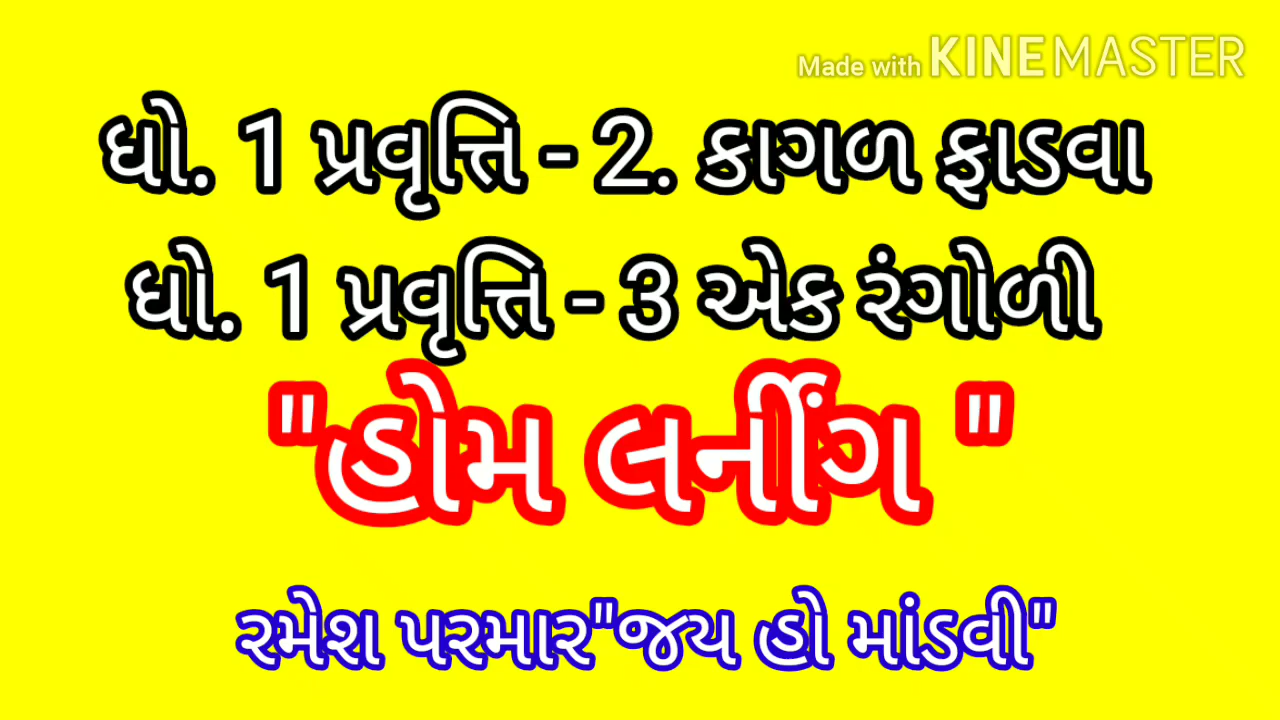 Made with KINEMASTER
ધો. 1 પ્રવૃત્તિ - 2. કાગળ ફાડવા
ધો. 1 પ્રવૃત્તિ - 3 એક રંગોળી
"હોમ લર્નીંગ "
રમેશ પરમાર"જય હો માંડવી"